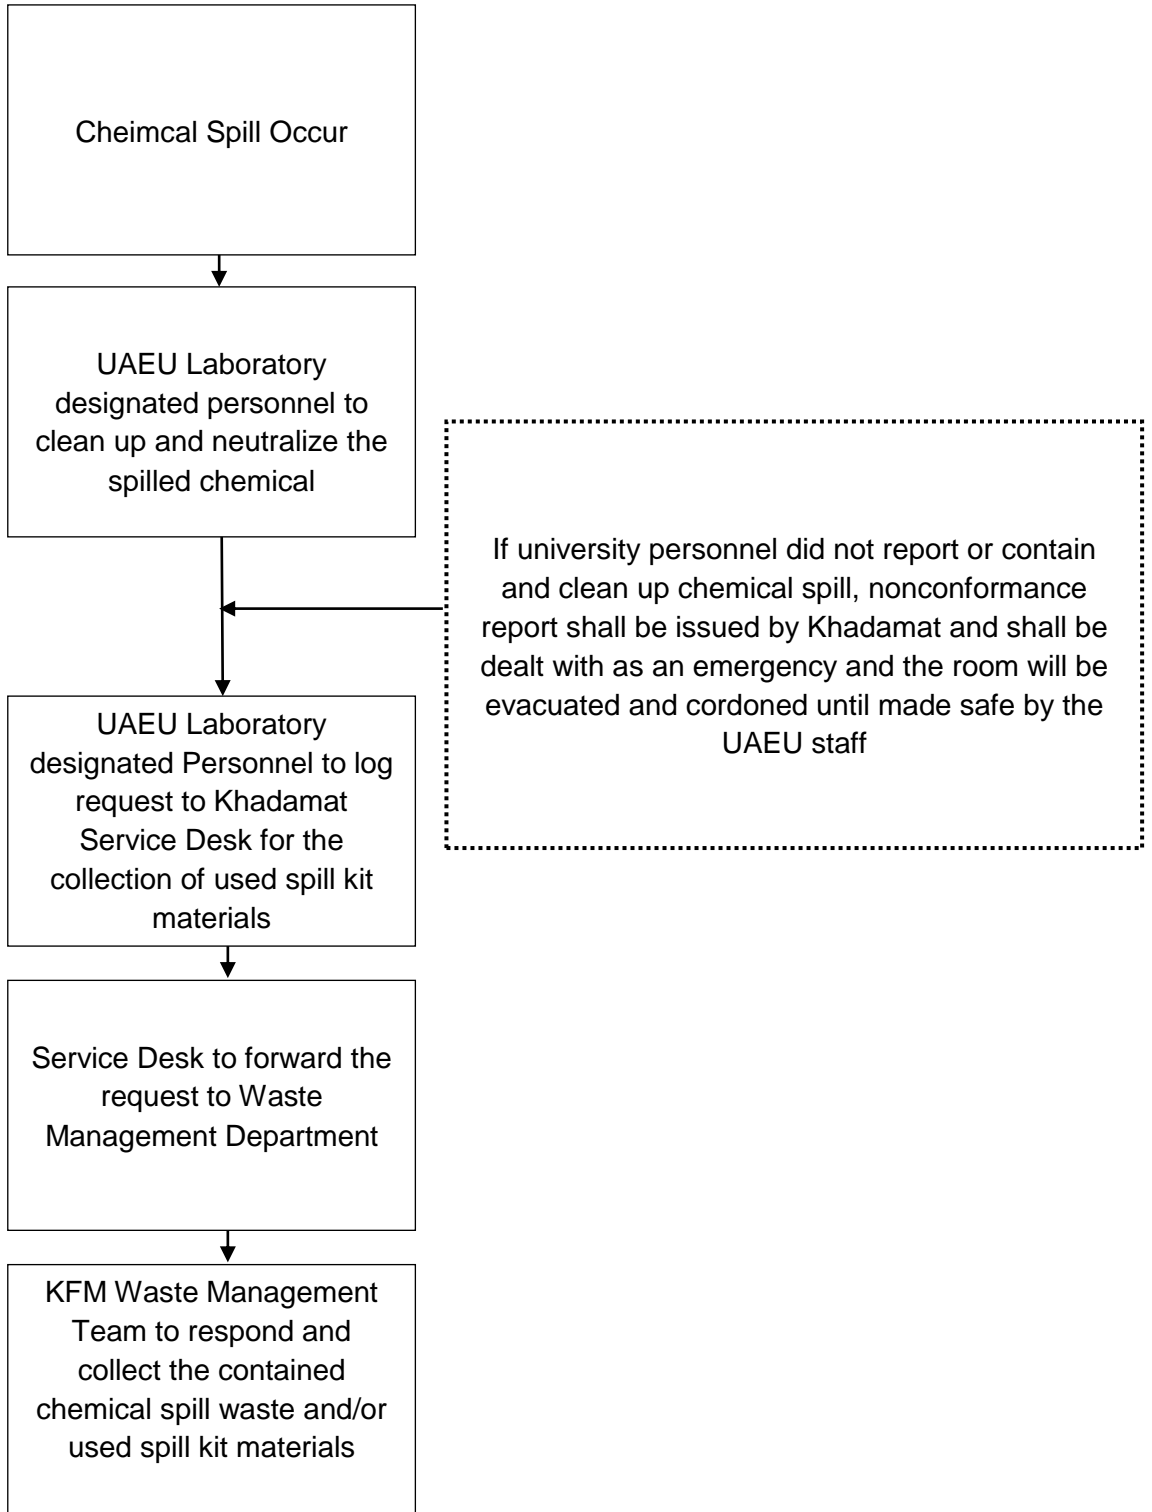 Cheimcal Spill Occur
UAEU Laboratory
designated personnel to
clean up and neutralize the
spilled chemical
If university personnel did not report or contain
and clean up chemical spill, nonconformance
report shall be issued by Khadamat and shall be
dealt with as an emergency and the room will be
evacuated and cordoned until made safe by the
UAEU staff
UAEU Laboratory
designated Personnel to log
request to Khadamat
Service Desk for the
collection of used spill kit
materials
Service Desk to forward the
request to Waste
Management Department
KFM Waste Management
Team to respond and
collect the contained
chemical spill waste and/or
used spill kit materials